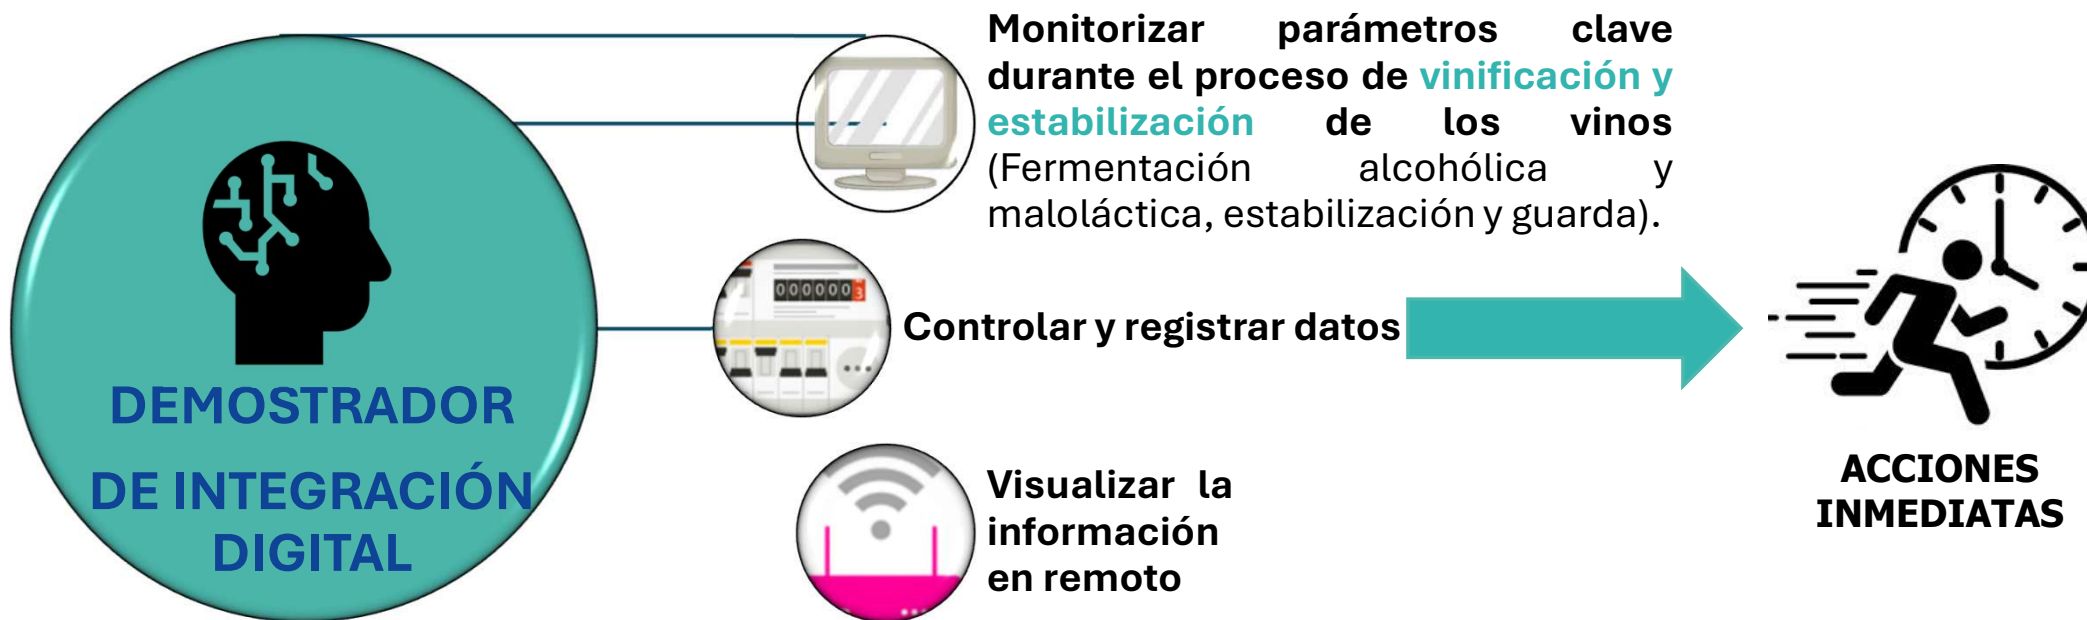 DEMOSTRADOR
DE INTEGRACIÓN
DIGITAL
Monitorizar parámetros clave
durante el proceso de vinificación y
estabilización de los vinos
(Fermentación alcohólica y
maloláctica, estabilización y guarda).
0000003
Controlar y registrar datos
Visualizar la
información
en remoto
ACCIONES
INMEDIATAS